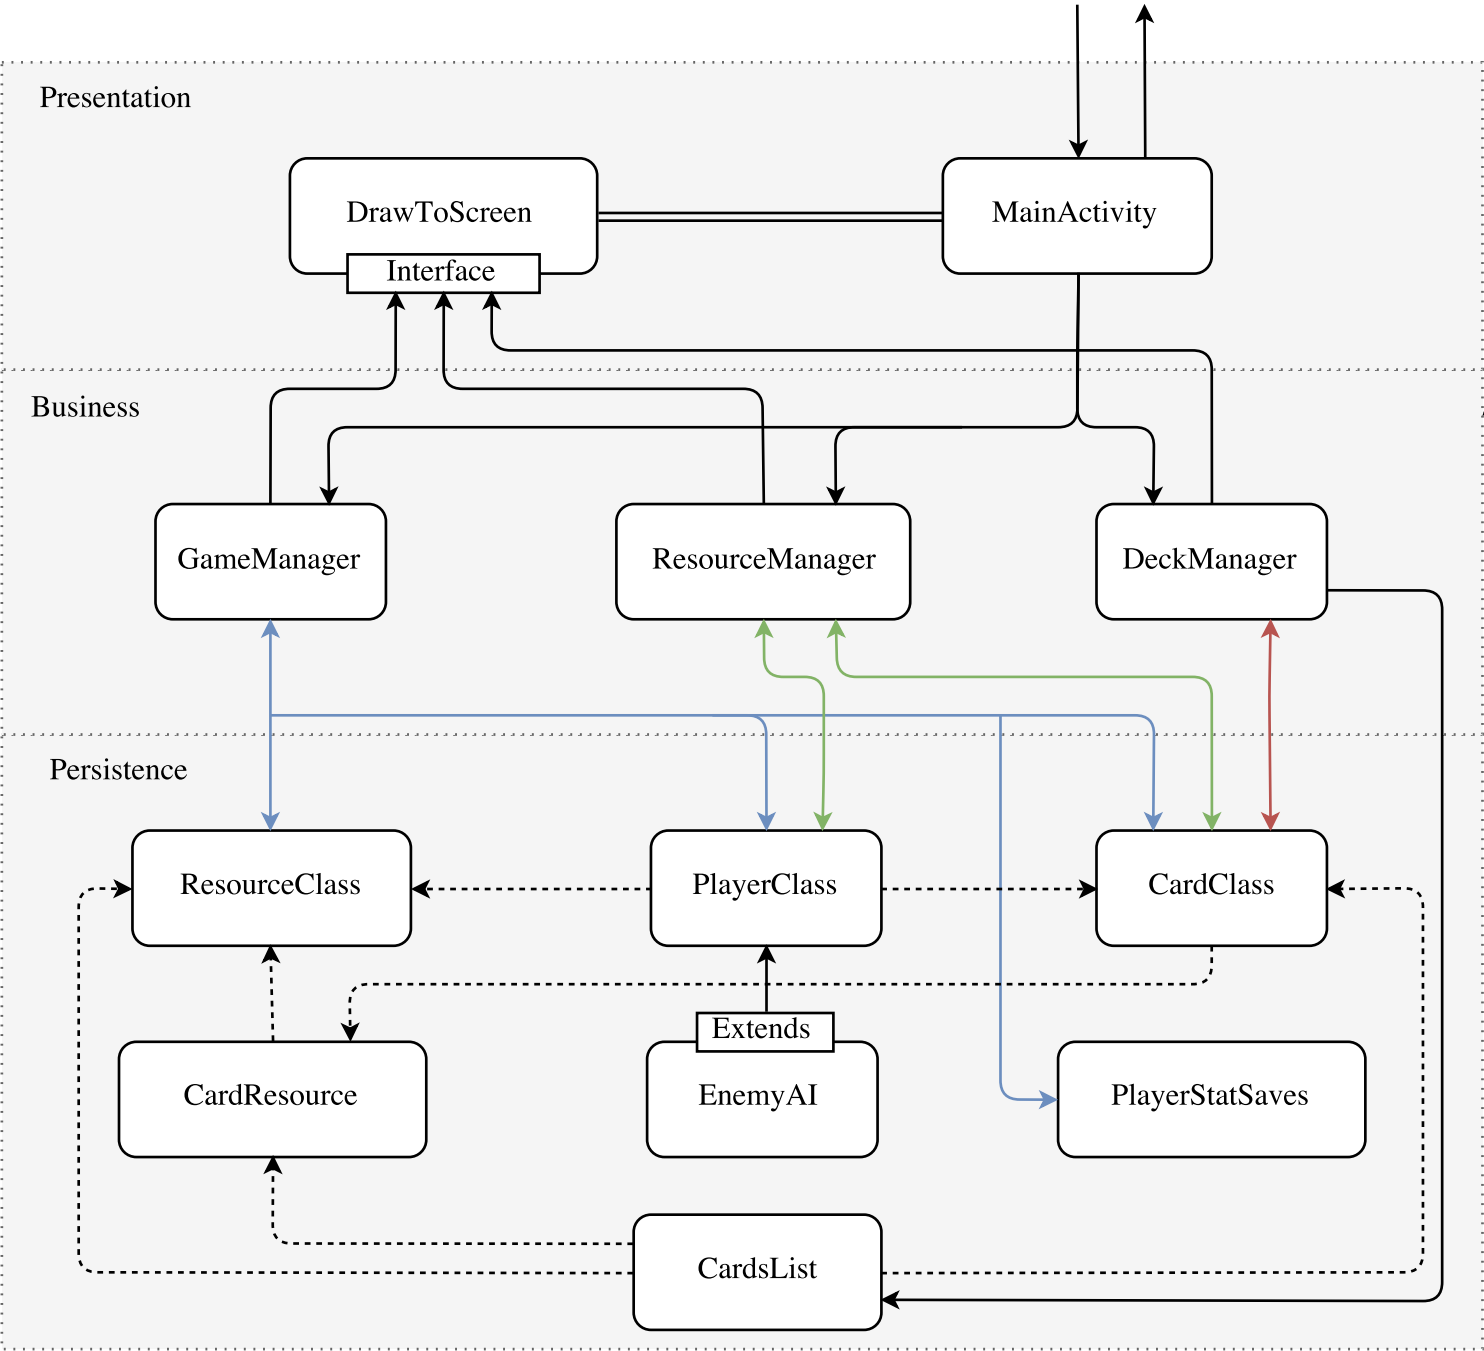 Presentation
DrawToScreen
MainActivity
Interface
Business
GameManager
ResourceManager
DeckManager
Persistence
ResourceClass
PlayerClass
CardClass
Extends
CardResource
EnemyAI
PlayerStatSaves
CardsList